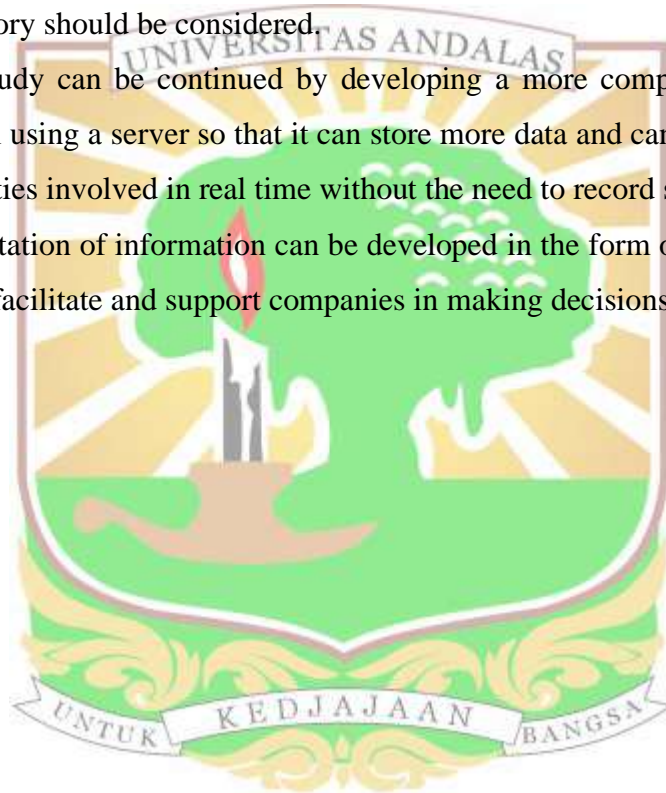 ory should be considered.
UNIVERSITAS ANDALAS
udy can be continued by developing a more comp
using a server so that it can store more data and can
ties involved in real time without the need to record s
tation of information can be developed in the form o
facilitate and support companies in making decisions
UNTUK KEDJAJAAN BANGSA